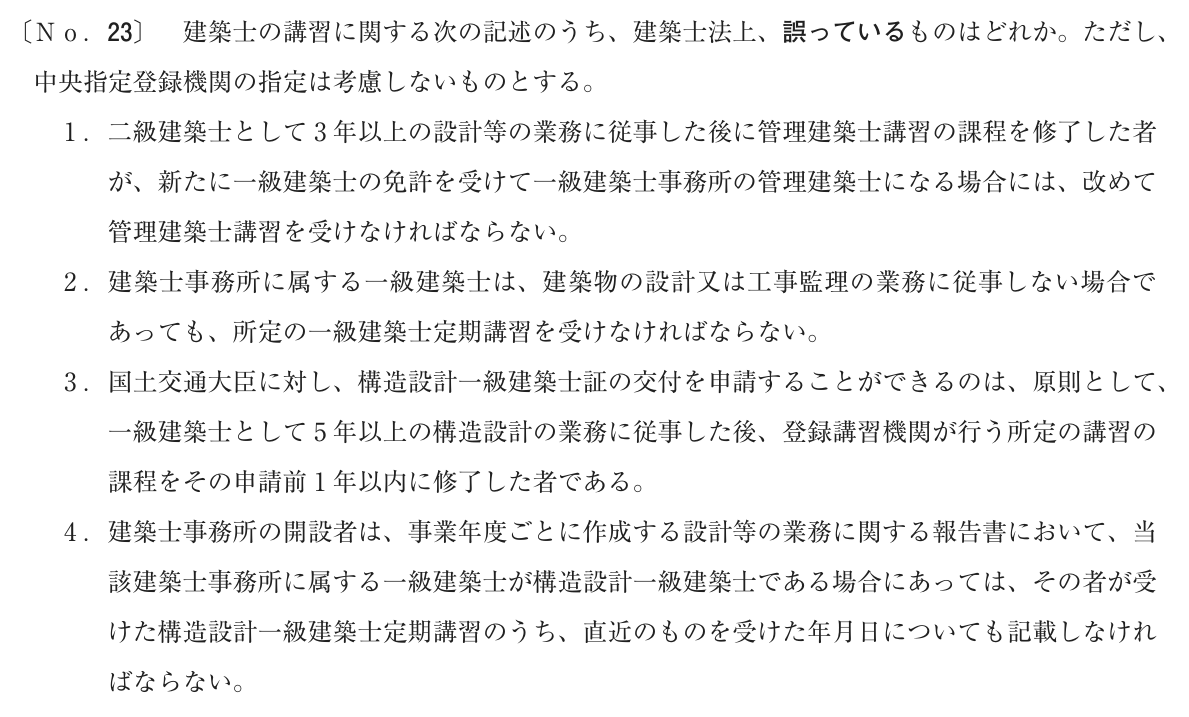 〔Ｎｏ．23〕　建築士の講習に関する次の記述のうち、建築士法上、誤っているものはどれか。ただし、
中央指定登録機関の指定は考慮しないものとする。
１．二級建築士として３年以上の設計等の業務に従事した後に管理建築士講習の課程を修了した者
が、新たに一級建築士の免許を受けて一級建築士事務所の管理建築士になる場合には、改めて
管理建築士講習を受けなければならない。
２．建築士事務所に属する一級建築士は、建築物の設計又は工事監理の業務に従事しない場合で
あっても、所定の一級建築士定期講習を受けなければならない。
３．国土交通大臣に対し、構造設計一級建築士証の交付を申請することができるのは、原則として、
一級建築士として５年以上の構造設計の業務に従事した後、登録講習機関が行う所定の講習の
課程をその申請前１年以内に修了した者である。
４．建築士事務所の開設者は、事業年度ごとに作成する設計等の業務に関する報告書において、当
該建築士事務所に属する一級建築士が構造設計一級建築士である場合にあっては、その者が受
けた構造設計一級建築士定期講習のうち、直近のものを受けた年月日についても記載しなけれ
ばならない。